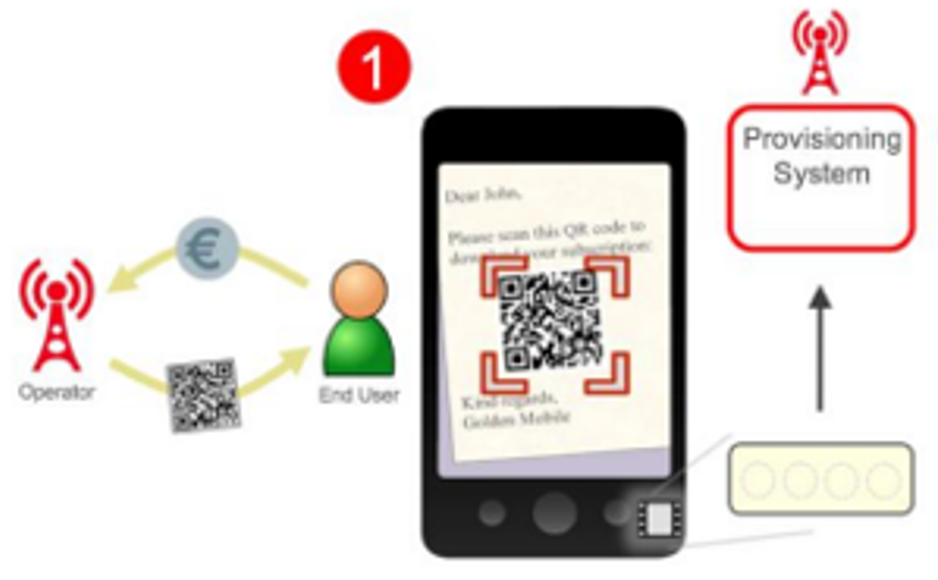 1
Provisioning
System
Dear John,
Please scan this QR code to
download your subscription:
€
Operator
End User
Kind regards,
Golden Mobile